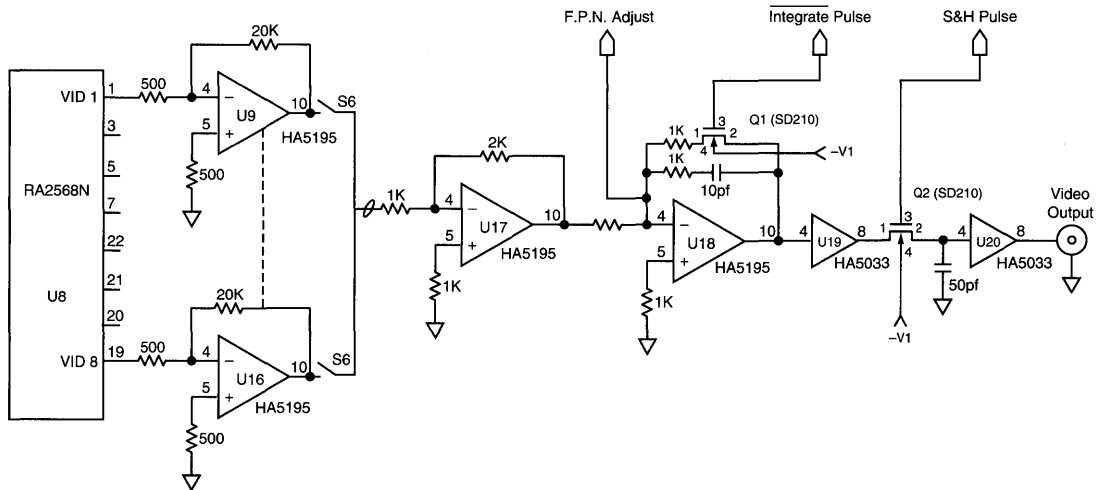 F.P.N. Adjust
Integrate Pulse
S&H Pulse
20K
VID 1
1
500
4
−
U9
10
S6
5
+
HA5195
500
3
5
RA2568N
7
22
21
U8
20
VID 8
19
500
20K
4
−
U16
10
S6
5
+
HA5195
500
1K
2K
4
−
U17
10
5
+
HA5195
1K
Q1 (SD210)
1K
1
3
2
4
−V1
1K
10pf
4
−
U18
10
5
+
HA5195
1K
4
U19
8
HA5033
Q2 (SD210)
3
1
2
4
−V1
50pf
4
U20
8
HA5033
Video
Output